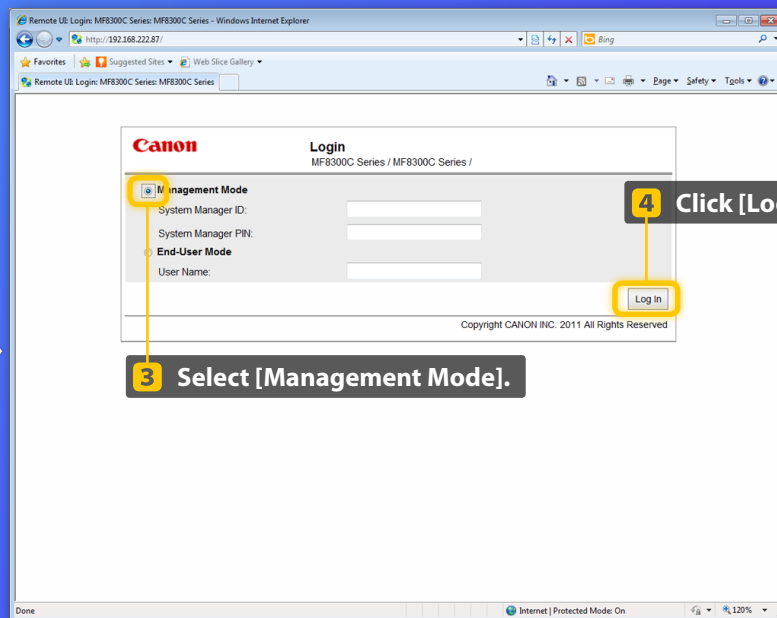 Remote UI: Login: MF8300C Series: MF8300C Series - Windows Internet Explorer
http://192.168.222.87/
Bing
Favorites Suggested Sites Web Slice Gallery
Remote UI: Login: MF8300C Series: MF8300C Series
Page Safety Tools
Canon
Login
MF8300C Series / MF8300C Series /
Management Mode
System Manager ID:
4 Click [Lo
System Manager PIN:
End-User Mode
User Name:
Log In
Copyright CANON INC. 2011 All Rights Reserved
3 Select [Management Mode].
Done
Internet | Protected Mode: On
120%